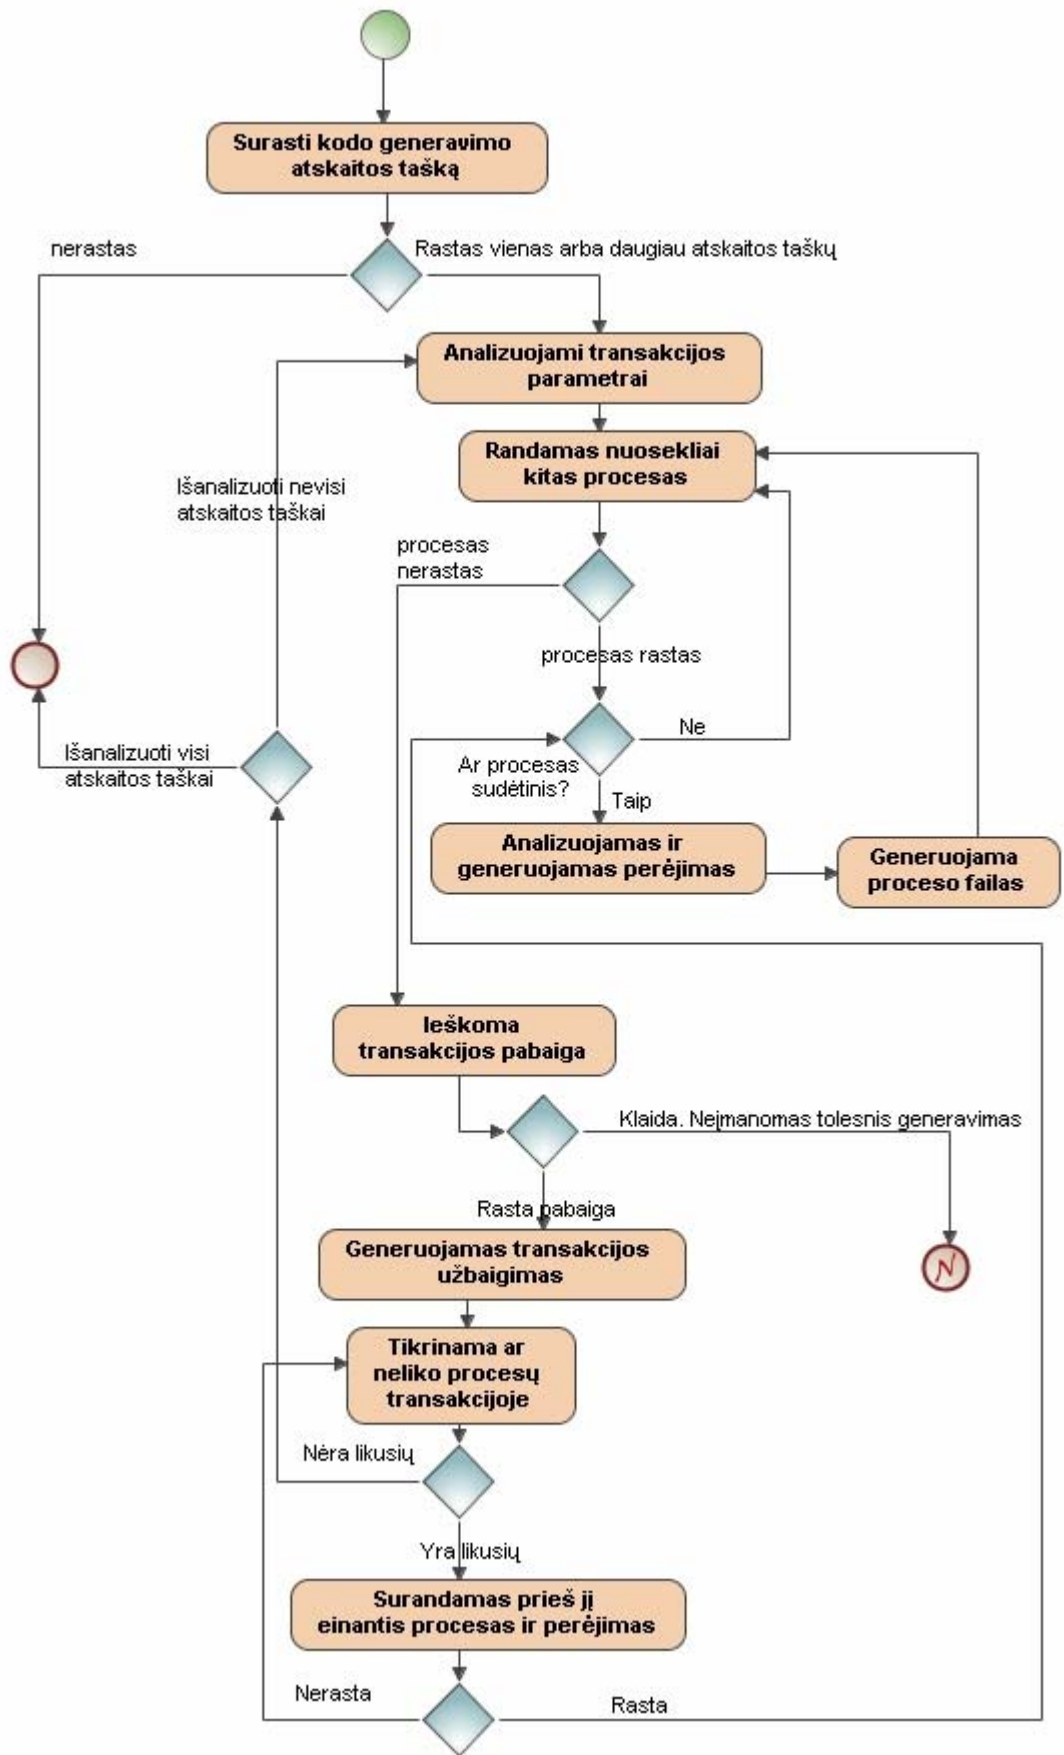 Surasti kodo generavimo
atskaitos tašką
nerastas
Rastas vienas arba daugiau atskaitos taškų
Analizuojami transakcijos
parametrai
Randamas nuosekliai
kitas procesas
Išanalizuoti nevisi
atskaitos taškai
procesas
nerastas
procesas rastas
Ne
Išanalizuoti visi
atskaitos taškai
Ar procesas
sudėtinis?
Taip
Analizuojamas ir
generuojamas perėjimas
Generuojama
proceso failas
Ieškoma
transakcijos pabaiga
Klaida. Neįmanomas tolesnis generavimas
Rasta pabaiga
Generuojamas transakcijos
užbaigimas
N
Tikrinama ar
neliko procesų
transakcijoje
Nėra likusių
Yra likusių
Surandamas prieš jį
einantis procesas ir perėjimas
Nerasta
Rasta